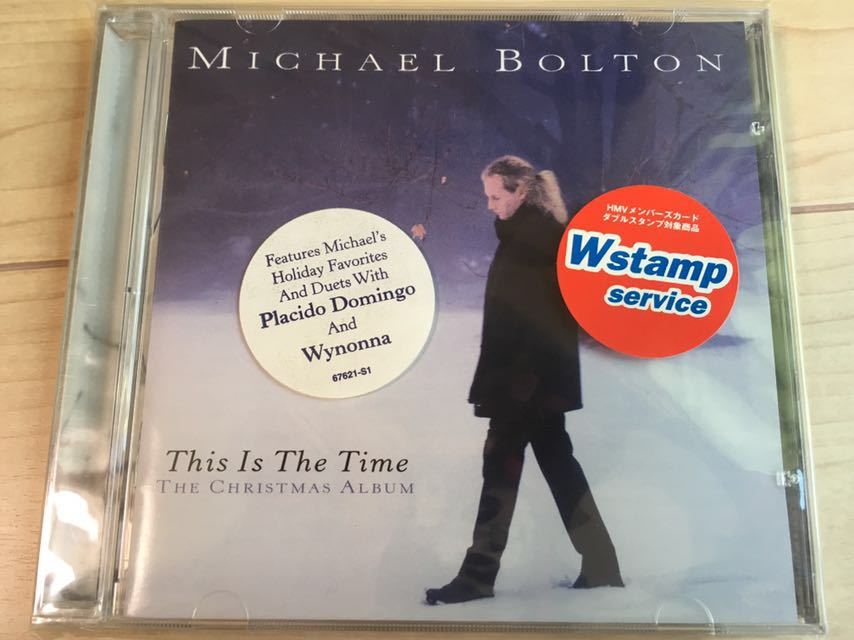 MICHAEL BOLTON
Features Michael's
Holiday Favorites
And Duets With
Placido Domingo
And
Wynonna
67621-S1
HMVメンバーズカード
ダブルスタンプ対象商品
Wstamp
service
This Is The Time
THE CHRISTMAS ALBUM